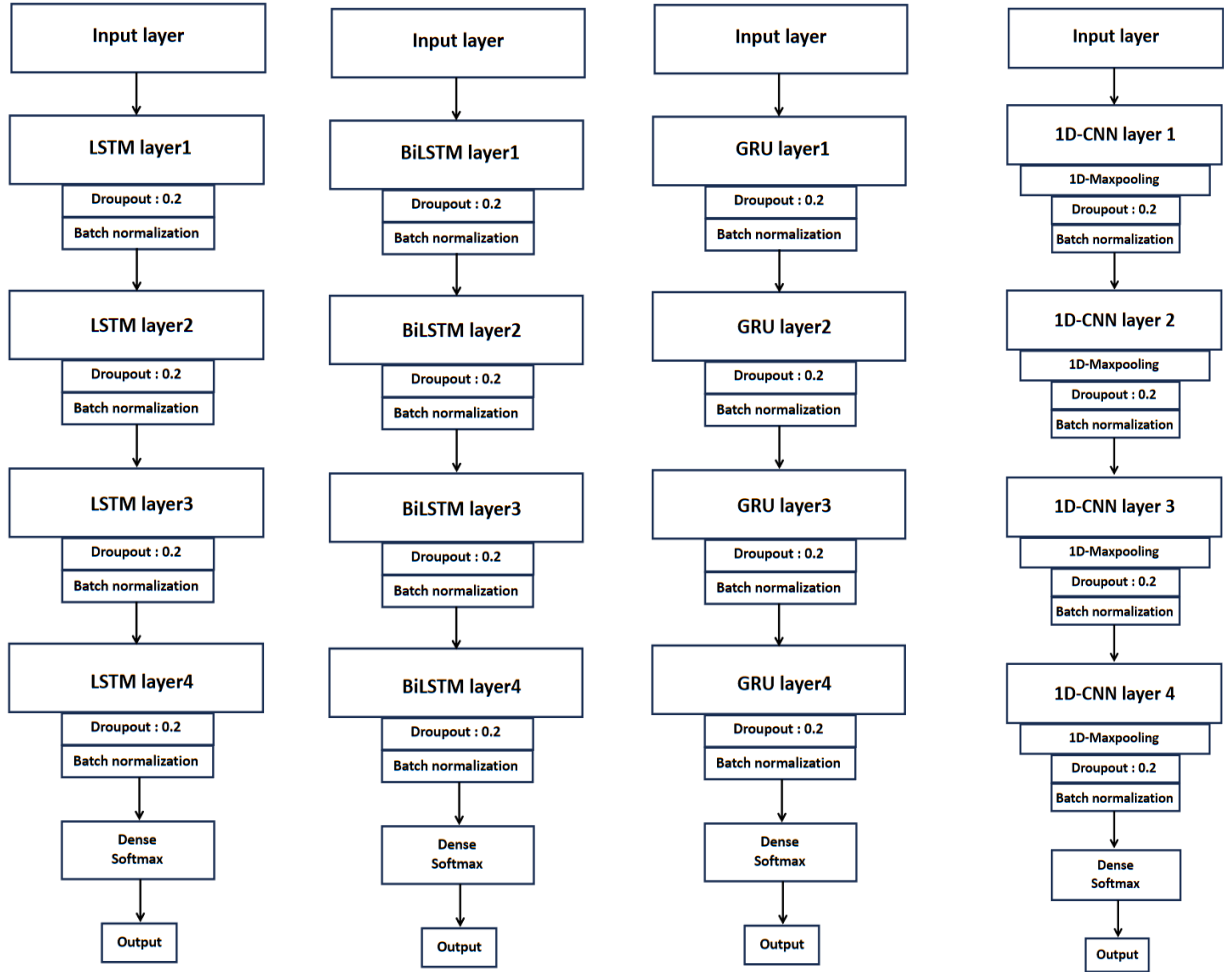 Input layer
LSTM layer1
Droupout : 0.2
Batch normalization
LSTM layer2
Droupout : 0.2
Batch normalization
LSTM layer3
Droupout : 0.2
Batch normalization
LSTM layer4
Droupout : 0.2
Batch normalization
Dense
Softmax
Output
Input layer
BiLSTM layer1
Droupout : 0.2
Batch normalization
BiLSTM layer2
Droupout : 0.2
Batch normalization
BiLSTM layer3
Droupout : 0.2
Batch normalization
BiLSTM layer4
Droupout : 0.2
Batch normalization
Dense
Softmax
Output
Input layer
GRU layer1
Droupout : 0.2
Batch normalization
GRU layer2
Droupout : 0.2
Batch normalization
GRU layer3
Droupout : 0.2
Batch normalization
GRU layer4
Droupout : 0.2
Batch normalization
Dense
Softmax
Output
Input layer
1D-CNN layer 1
1D-Maxpooling
Droupout : 0.2
Batch normalization
1D-CNN layer 2
1D-Maxpooling
Droupout : 0.2
Batch normalization
1D-CNN layer 3
1D-Maxpooling
Droupout : 0.2
Batch normalization
1D-CNN layer 4
1D-Maxpooling
Droupout : 0.2
Batch normalization
Dense
Softmax
Output